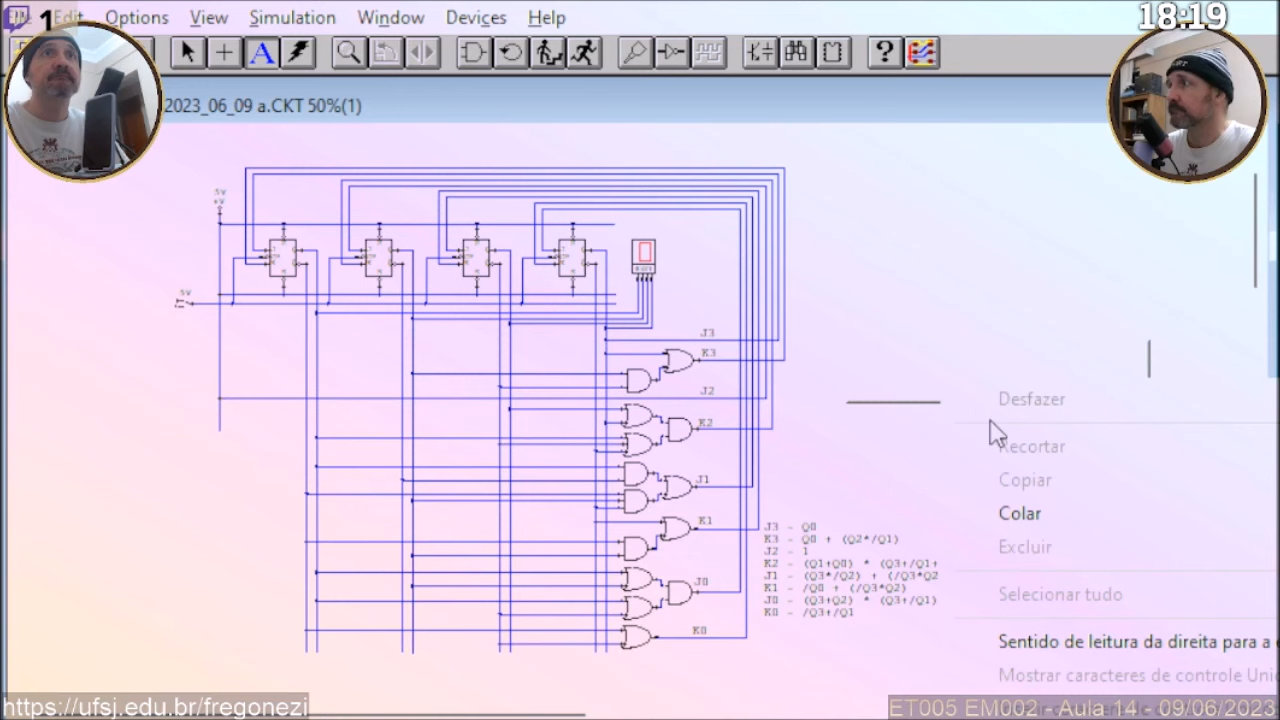 1 Edit Options View Simulation Window Devices Help
18:19
A
?
2023_06_09 a.CKT 50%(1)
5V
+V
5V
J3
K3
J2
K2
J1
K1
J0
K0
J3 - Q0
K3 - Q0 + (Q2*/Q1)
J2 - 1
K2 - (Q1+Q0) * (Q3+/Q1+
J1 - (Q3*/Q2) + (/Q3*Q2
K1 - /Q0 + (/Q3*Q2)
J0 - (Q3+Q2) * (Q3+/Q1)
K0 - /Q3+/Q1
Desfazer
Recortar
Copiar
Colar
Excluir
Selecionar tudo
Sentido de leitura da direita para a
Mostrar caracteres de controle Uni
https://ufsj.edu.br/fregonezi
ET005 EM002 - Aula 14 - 09/06/2023